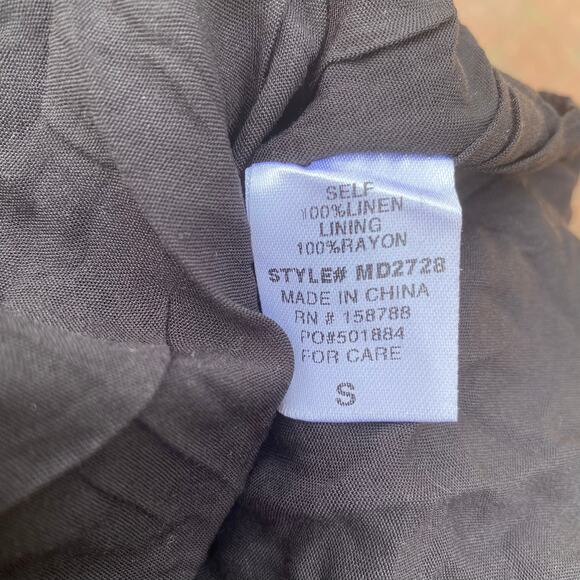 SELF
100%LINEN
LINING
100%RAYON
STYLE# MD2728
MADE IN CHINA
RN # 158788
PO#501884
FOR CARE
S